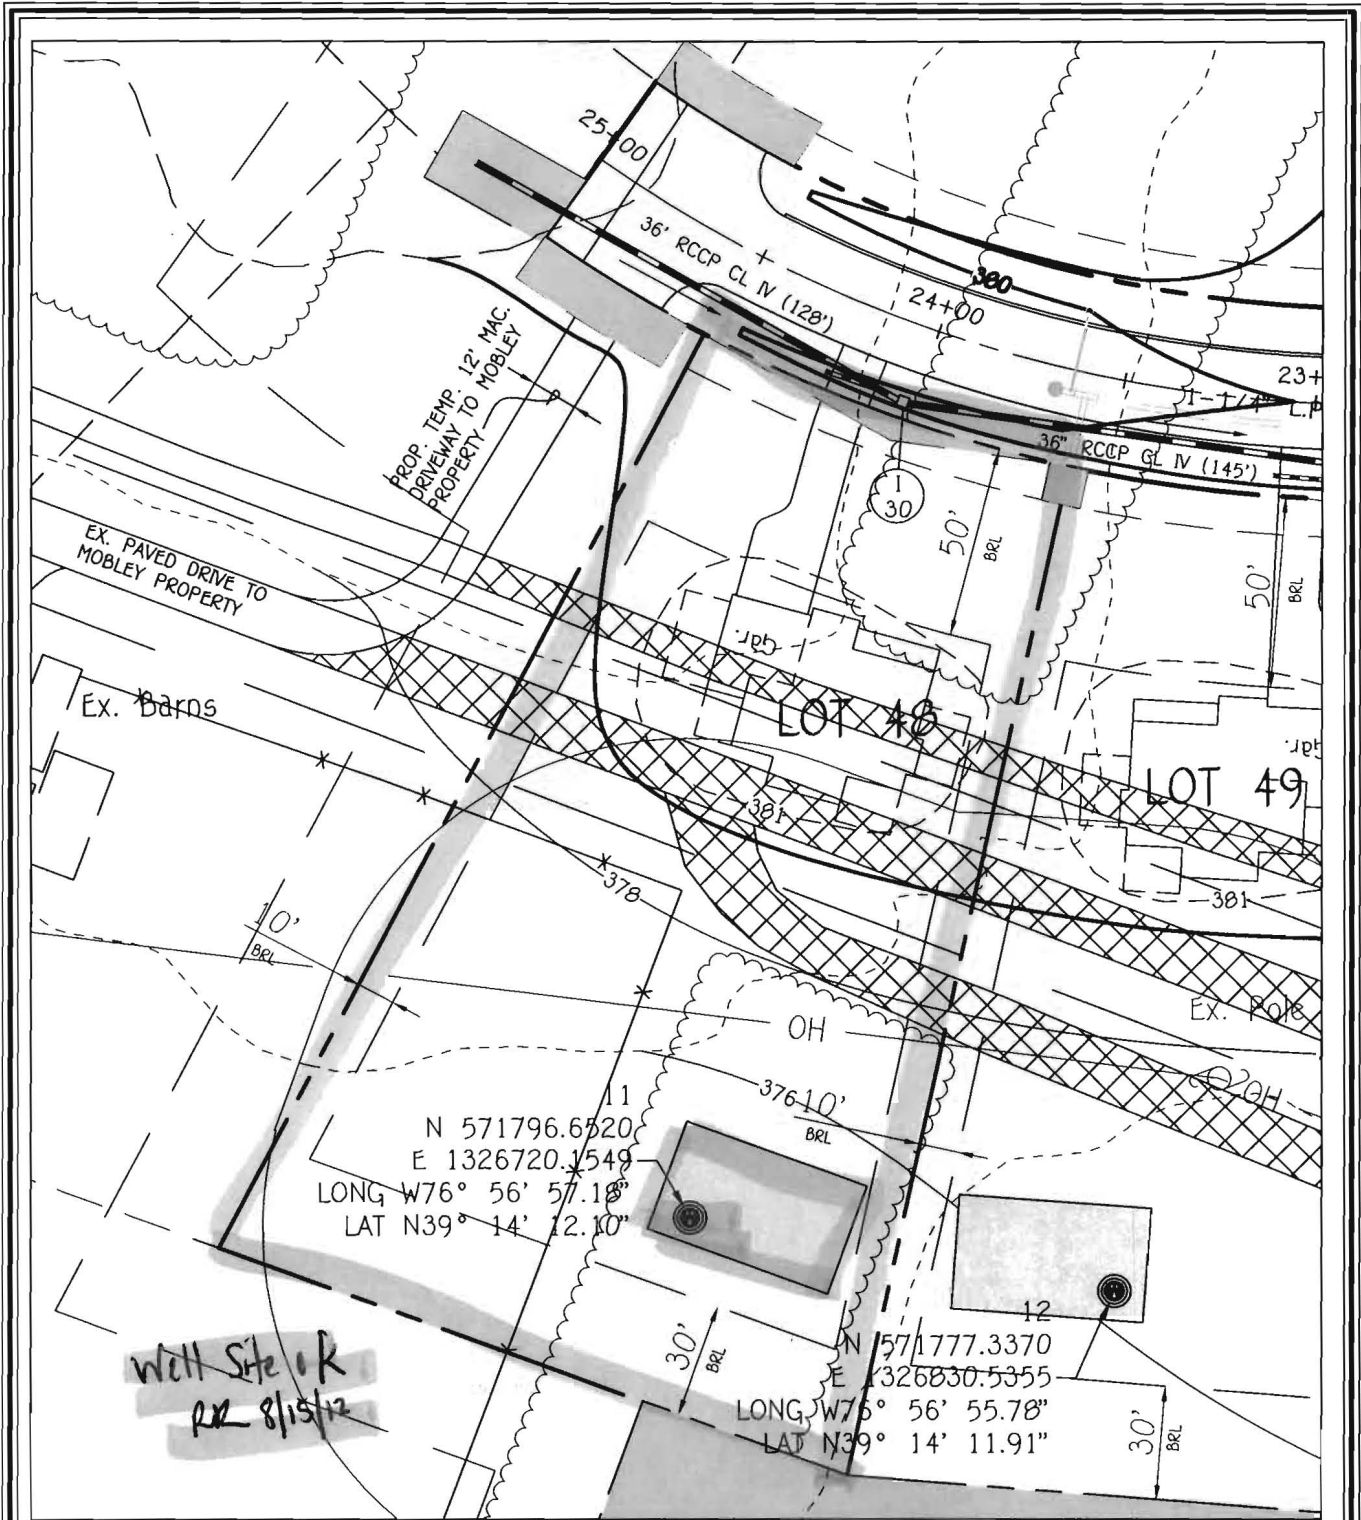 25+00
36' RCCP CL IV (128')
380
24+00
23+
PROP. TEMP. 12' MAC.
DRIVEWAY TO MOBLEY
PROPERTY
36" RCCP CL IV (145')
I
30
50'
BRL
50'
BRL
EX. PAVED DRIVE TO
MOBLEY PROPERTY
Gar.
Ex. Barns
LOT 48
Gar.
LOT 49
381
378
381
10'
BRL
OH
Ex. Pole
OH
376
10'
BRL
11
N 571796.6520
E 1326720.1549
LONG W76° 56' 57.18"
LAT N39° 14' 12.10"
30'
BRL
12
N 571777.3370
E 1326830.5355
LONG W76° 56' 55.78"
LAT N39° 14' 11.91"
30'
BRL
Well Site ok
RR 8/15/12